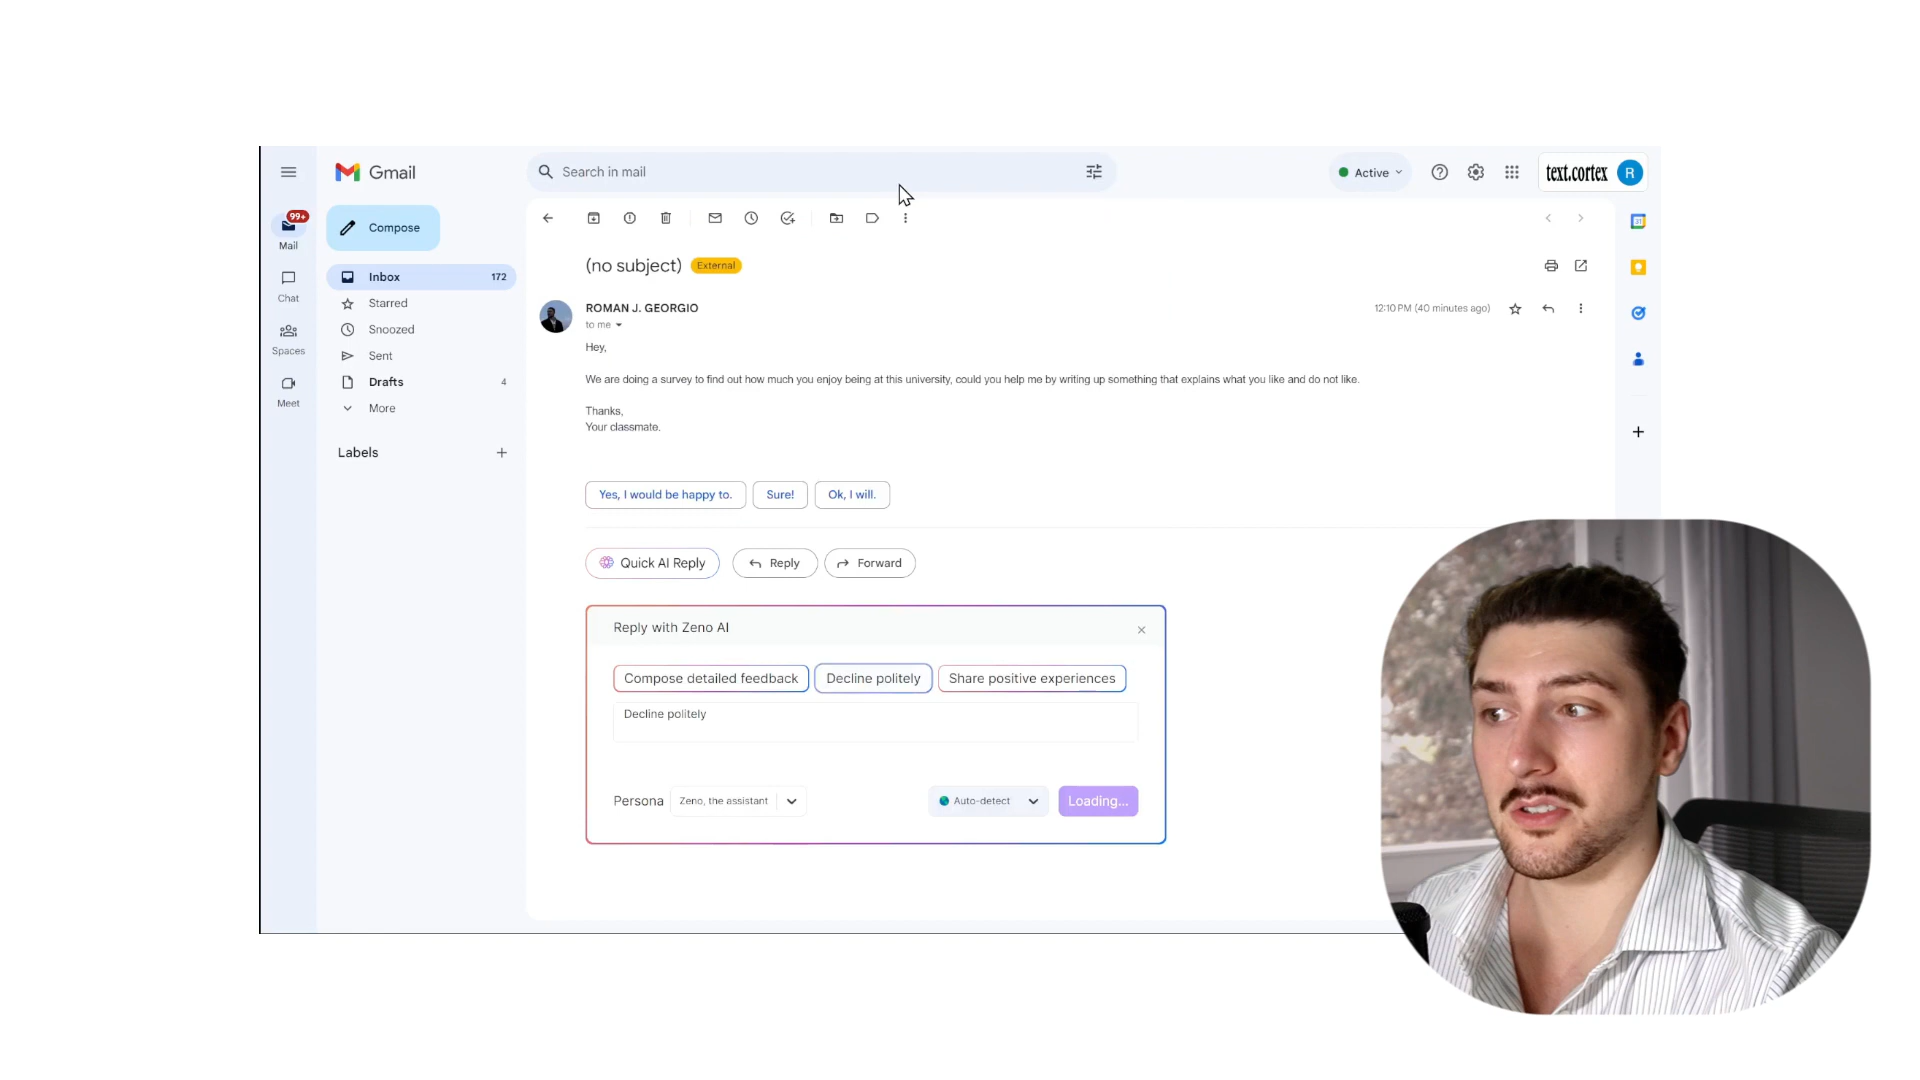 Gmail
Search in mail
Active
text.cortex
R
99+
Mail
Compose
Inbox 172
Chat
Starred
Snoozed
Spaces
Sent
Drafts 4
Meet
More
Labels
(no subject) External
ROMAN J. GEORGIO
12:10 PM (40 minutes ago)
to me
Hey,
We are doing a survey to find out how much you enjoy being at this university, could you help me by writing up something that explains what you like and do not like.
Thanks,
Your classmate.
Yes, I would be happy to. Sure! Ok, I will.
Quick AI Reply Reply Forward
Reply with Zeno AI
Compose detailed feedback Decline politely Share positive experiences
Decline politely
Persona Zeno, the assistant Auto-detect Loading...